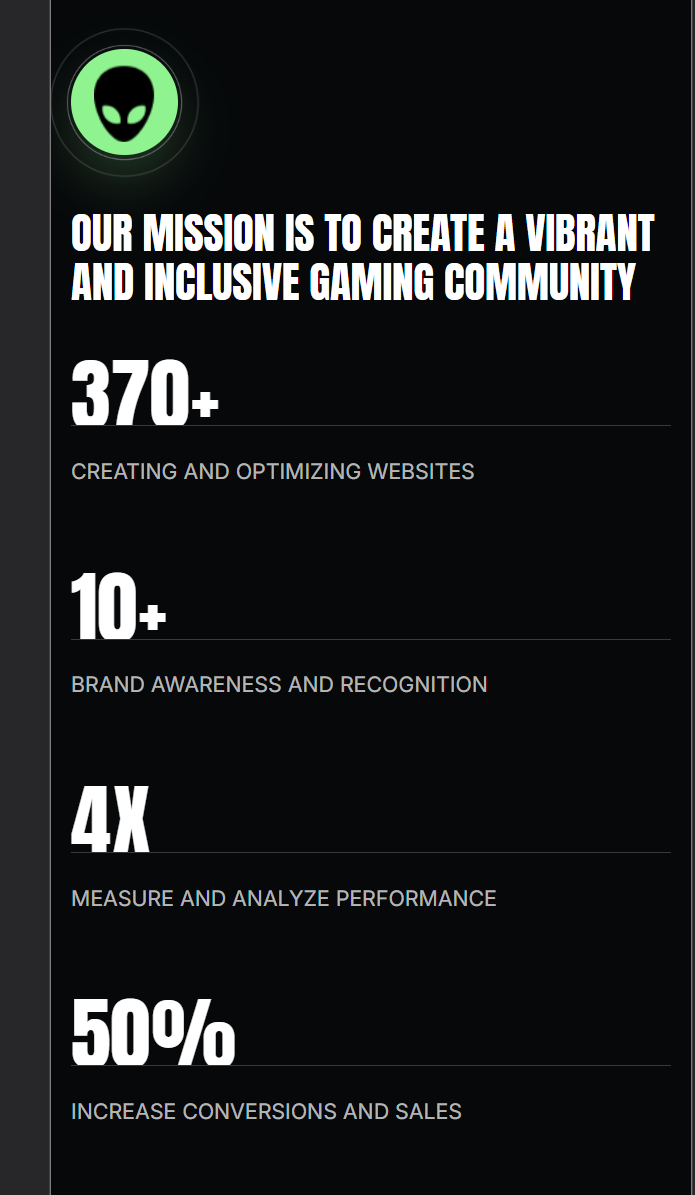 OUR MISSION IS TO CREATE A VIBRANT
AND INCLUSIVE GAMING COMMUNITY
370+
CREATING AND OPTIMIZING WEBSITES
10+
BRAND AWARENESS AND RECOGNITION
4X
MEASURE AND ANALYZE PERFORMANCE
50%
INCREASE CONVERSIONS AND SALES